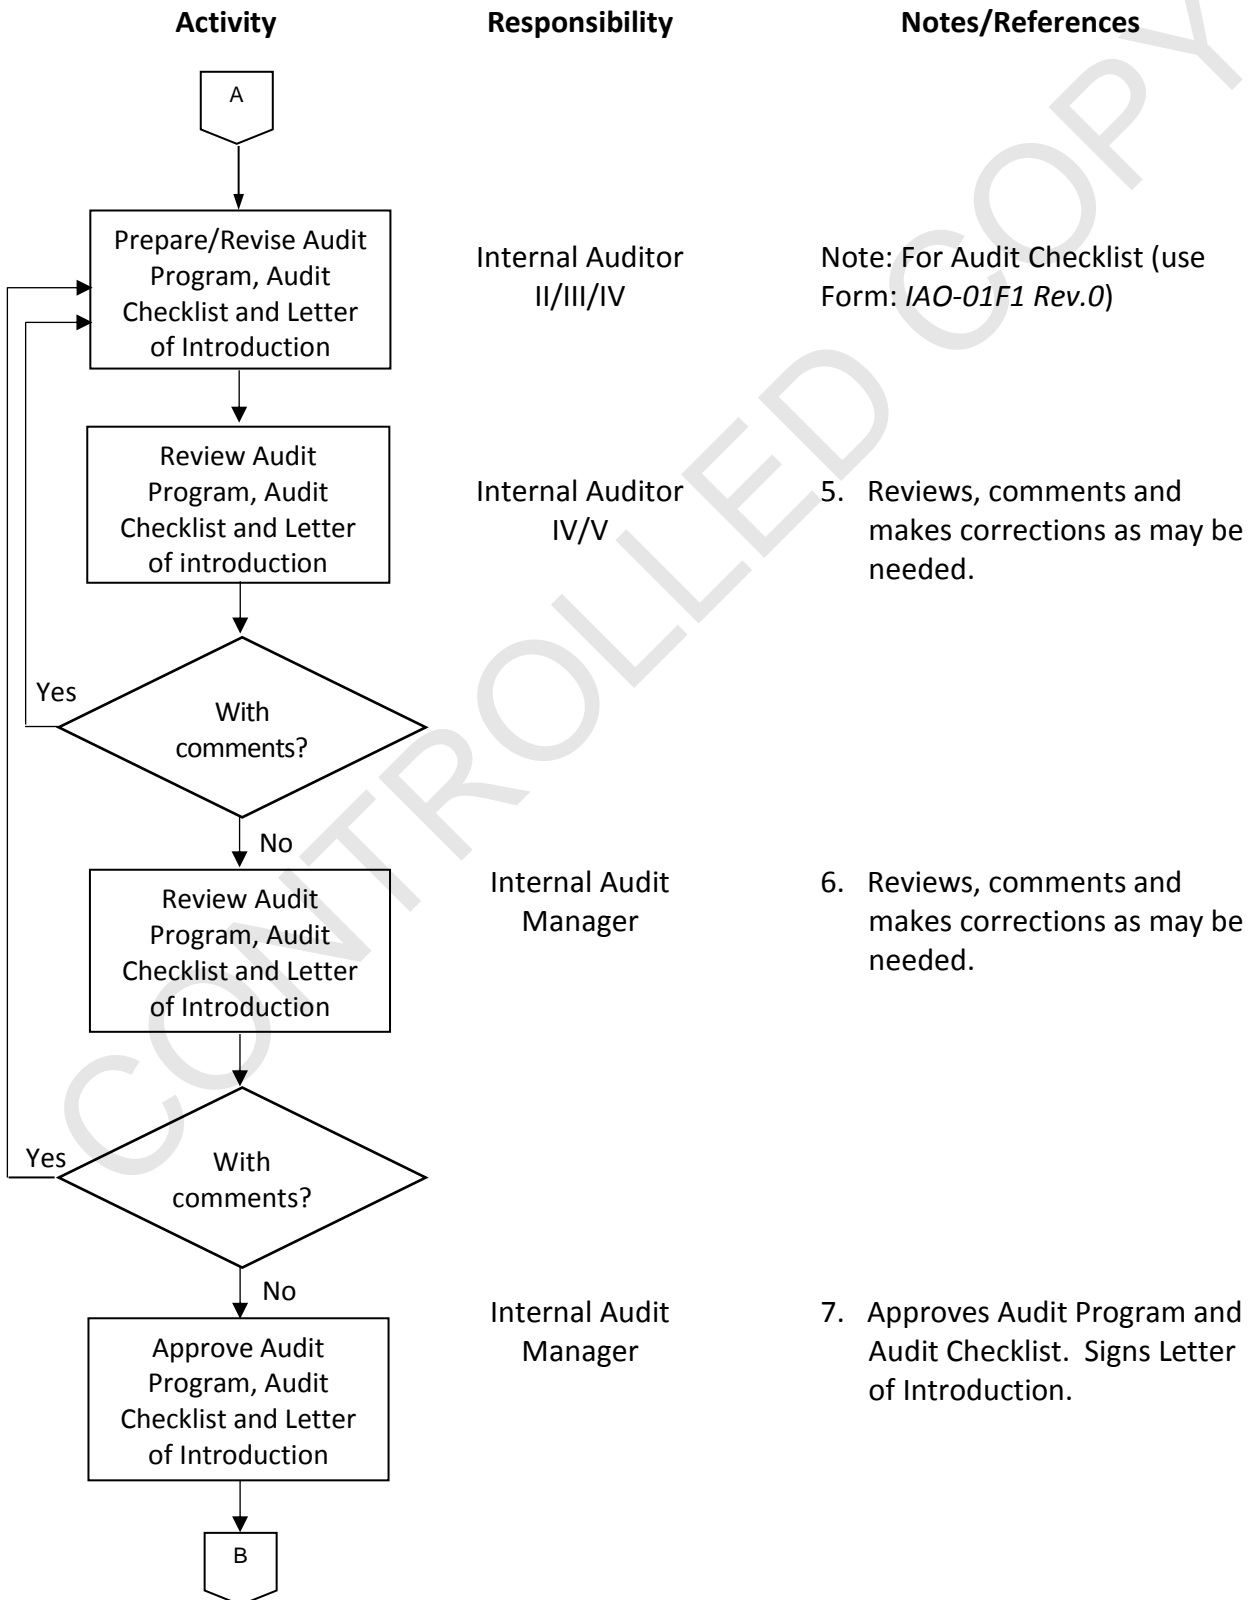 Activity Responsibility Notes/References
A
Prepare/Revise Audit
Program, Audit
Checklist and Letter
of Introduction
Internal Auditor
II/III/IV
Note: For Audit Checklist (use
Form: IAO-01F1 Rev.0)
Review Audit
Program, Audit
Checklist and Letter
of introduction
Internal Auditor
IV/V
5. Reviews, comments and
makes corrections as may be
needed.
Yes
With
comments?
No
Review Audit
Program, Audit
Checklist and Letter
of Introduction
Internal Audit
Manager
6. Reviews, comments and
makes corrections as may be
needed.
Yes
With
comments?
No
Approve Audit
Program, Audit
Checklist and Letter
of Introduction
Internal Audit
Manager
7. Approves Audit Program and
Audit Checklist. Signs Letter
of Introduction.
B
CONTROLLED COPY